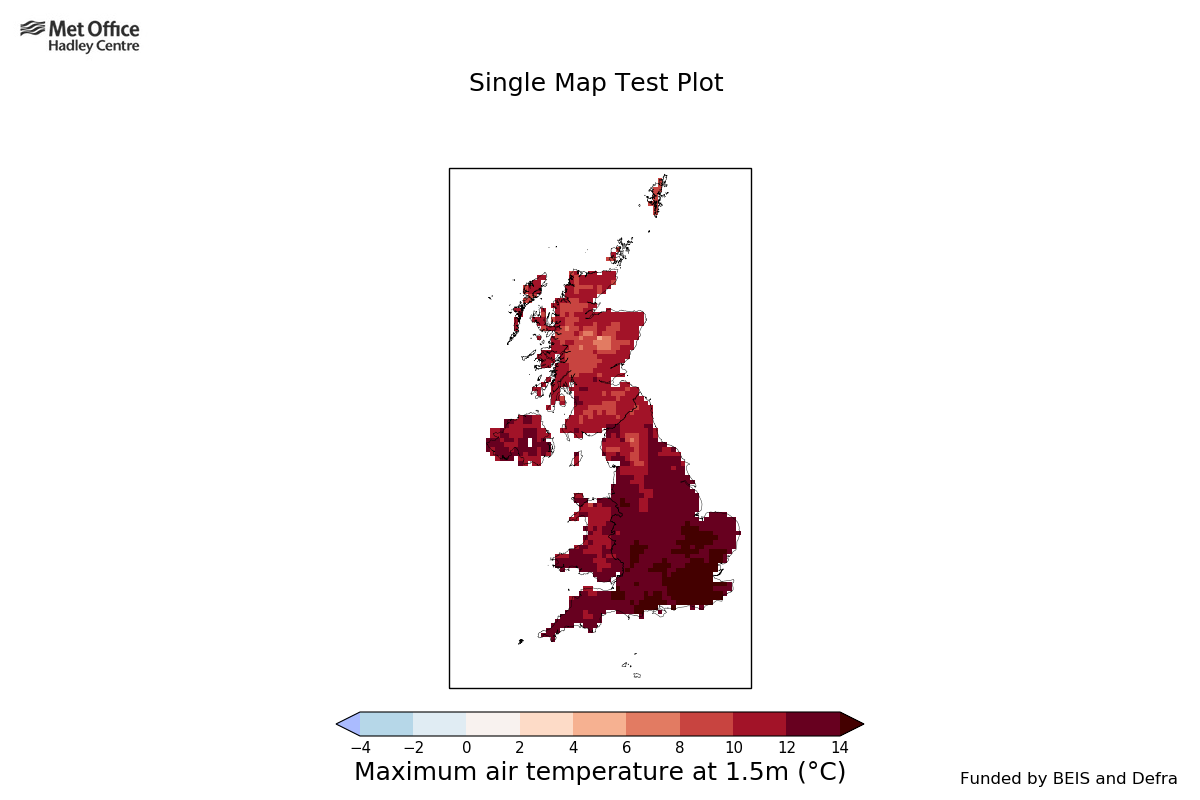 Met Office
Hadley Centre
Single Map Test Plot
−4 −2 0 2 4 6 8 10 12 14
Maximum air temperature at 1.5m (°C)
Funded by BEIS and Defra